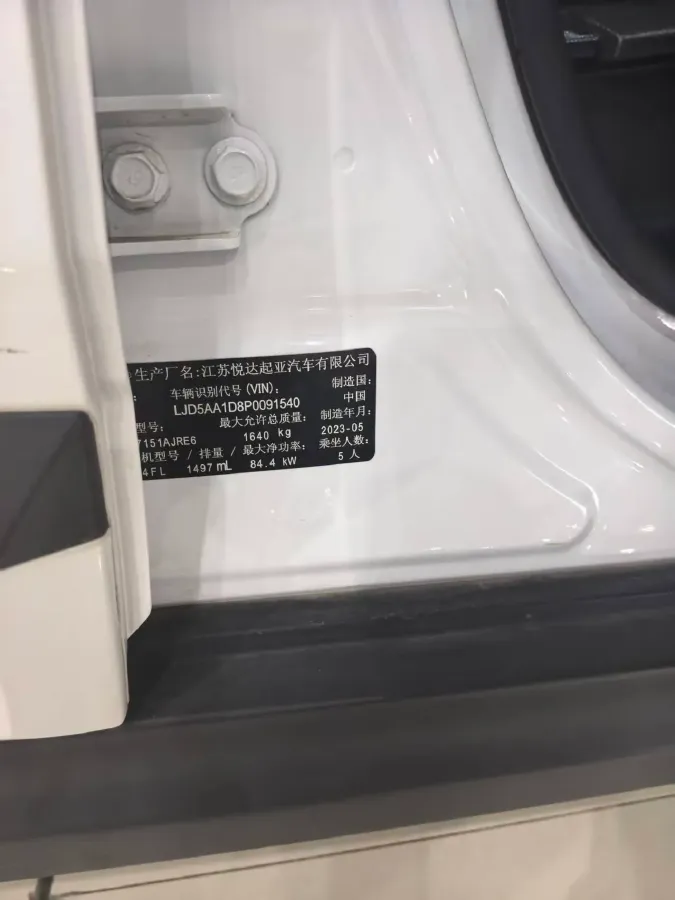 生产厂名:江苏悦达起亚汽车有限公司
车辆识别代号(VIN): 制造国:
LJD5AA1D8P0091540 中国
型号: 最大允许总质量: 制造年月:
7151AJRE6 1640 kg 2023-05
机型号 / 排量 / 最大净功率: 乘坐人数:
4FL 1497 mL 84.4 kW 5 人